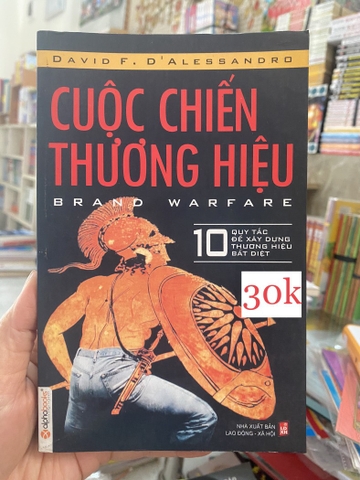 DAVID F. D'ALESSANDRO
CUỘC CHIẾN
THƯƠNG HIỆU
BRAND WARFARE
10 QUY TẮC
ĐỂ XÂY DỰNG
THƯƠNG HIỆU
BẤT DIỆT
30k
alphabooks
NHÀ XUẤT BẢN
LAO ĐỘNG - XÃ HỘI